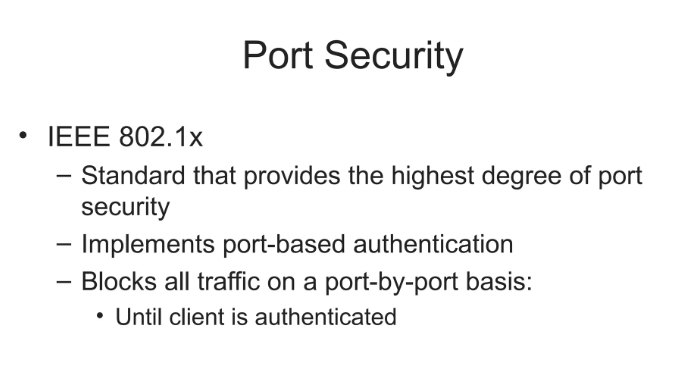 Port Security
• IEEE 802.1x
– Standard that provides the highest degree of port
security
– Implements port-based authentication
– Blocks all traffic on a port-by-port basis:
• Until client is authenticated